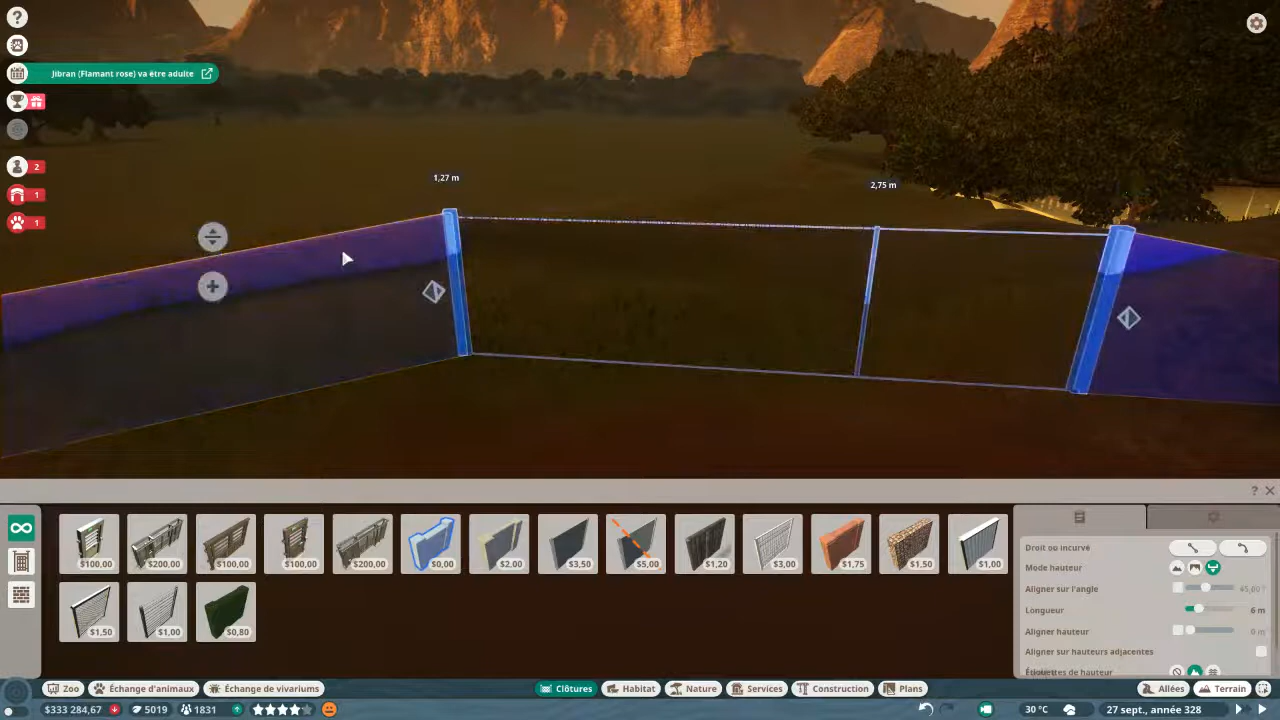 ?
Jibran (Flamant rose) va être adulte
2
1
1
1,27 m
2,75 m
? ×
$100,00 $200,00 $100,00 $100,00 $200,00 $0,00 $2.00 $3,50 $5,00 $1,20 $3,00 $1,75 $1,50 $1,00
$1,50 $1,00 $0,80
Droit ou incurvé
Mode hauteur
Aligner sur l'angle 45,00 °
Longueur 6 m
Aligner hauteur 0 m
Aligner sur hauteurs adjacentes
Étiquettes de hauteur
Zoo Échange d'animaux Échange de vivariums Clôtures Habitat Nature Services Construction Plans Allées Terrain
$333 284,67 5019 1831 30 °C 27 sept., année 328